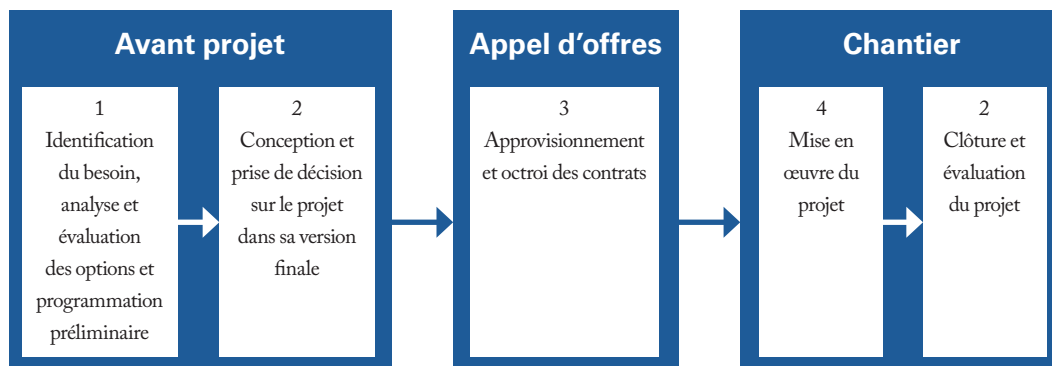 Avant projet
1
Identification
du besoin,
analyse et
évaluation
des options et
programmation
préliminaire
2
Conception et
prise de décision
sur le projet
dans sa version
finale
Appel d’offres
3
Approvisionnement
et octroi des contrats
Chantier
4
Mise en
œuvre du
projet
2
Clôture et
évaluation
du projet